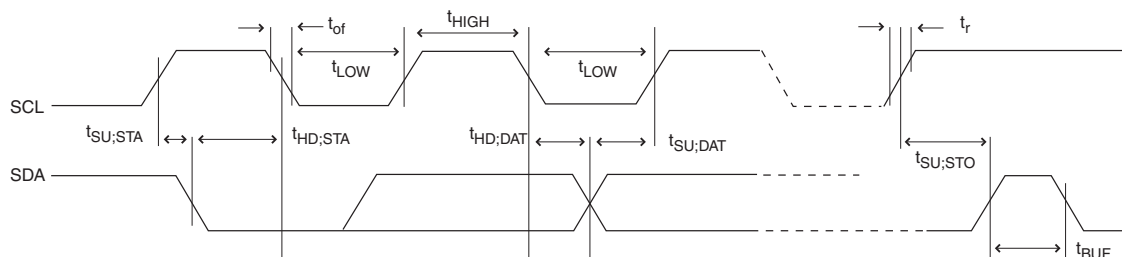 t_of
t_HIGH
t_r
t_LOW
t_LOW
SCL
t_SU;STA
t_HD;STA
t_HD;DAT
t_SU;DAT
t_SU;STO
SDA
t_BUF